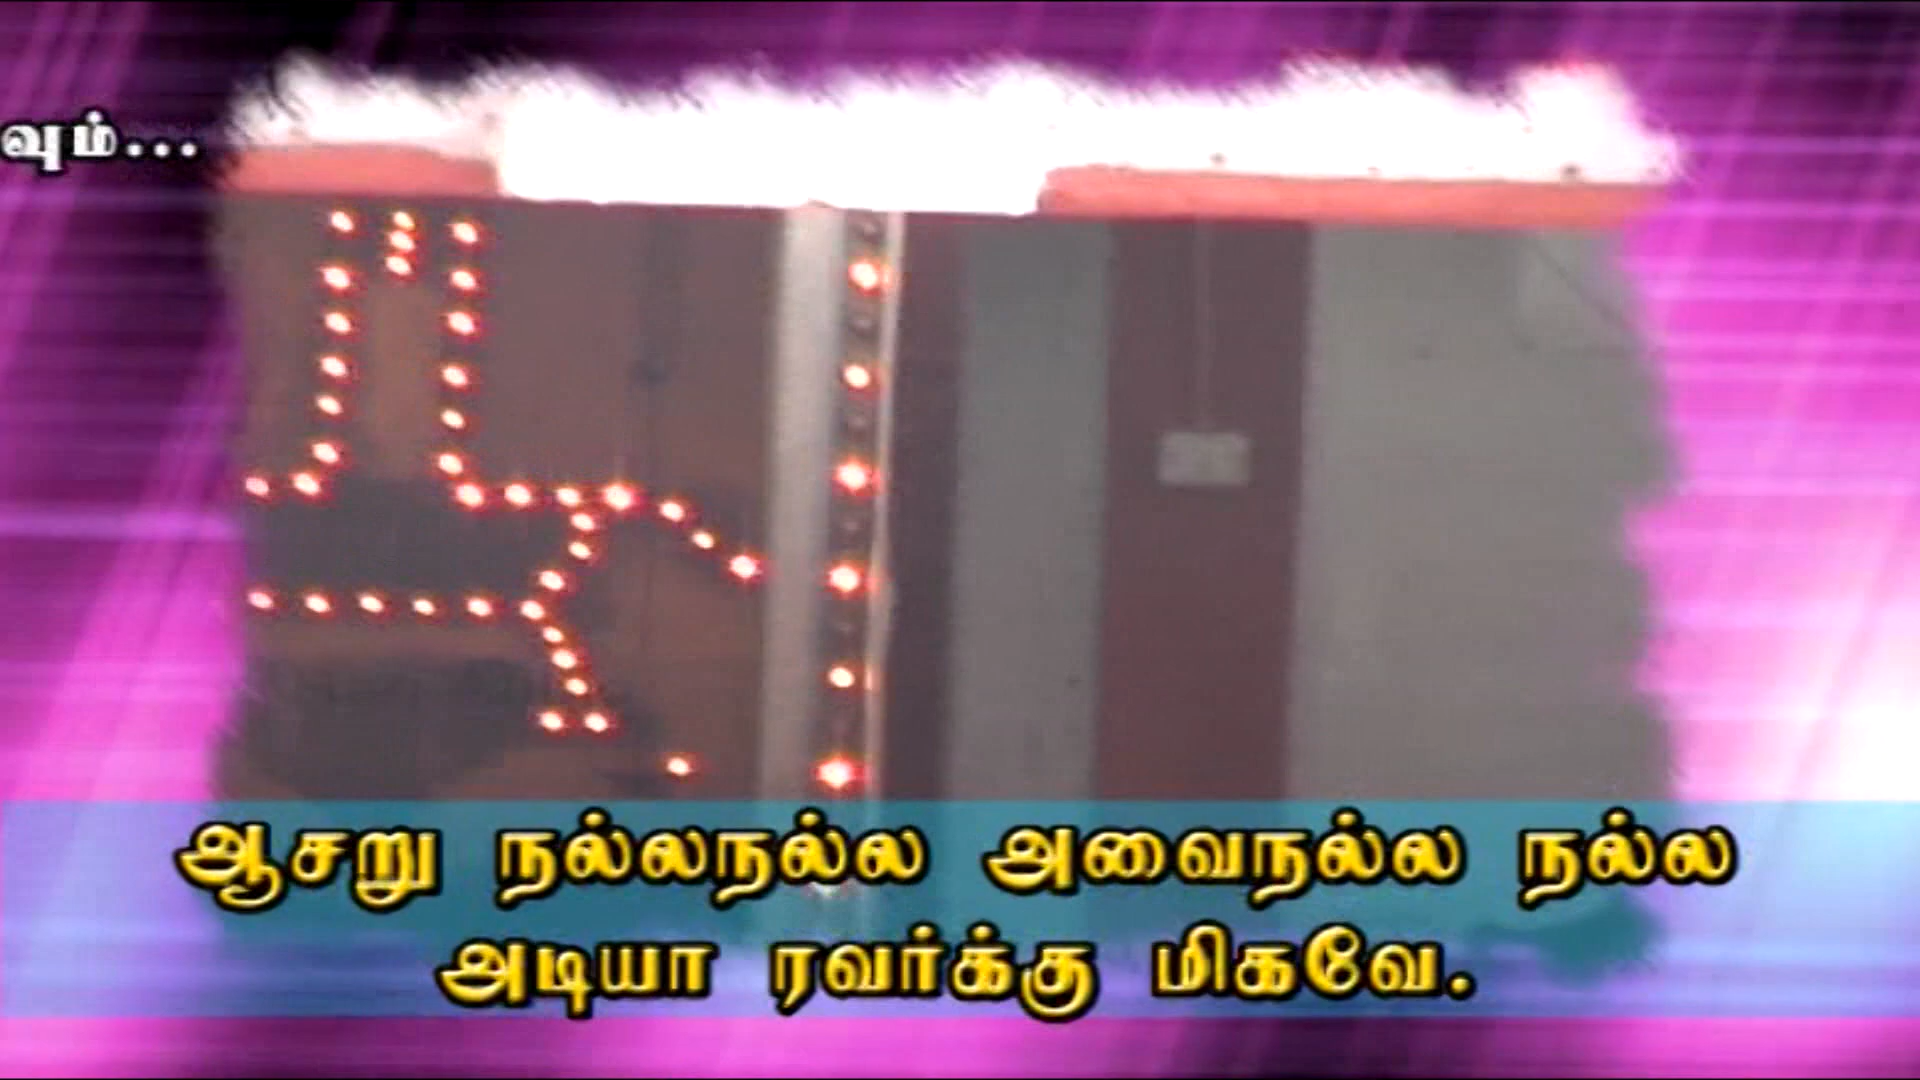 வும்...
ஆசறு நல்லநல்ல அவைநல்ல நல்ல
அடியா ரவர்க்கு மிகவே.